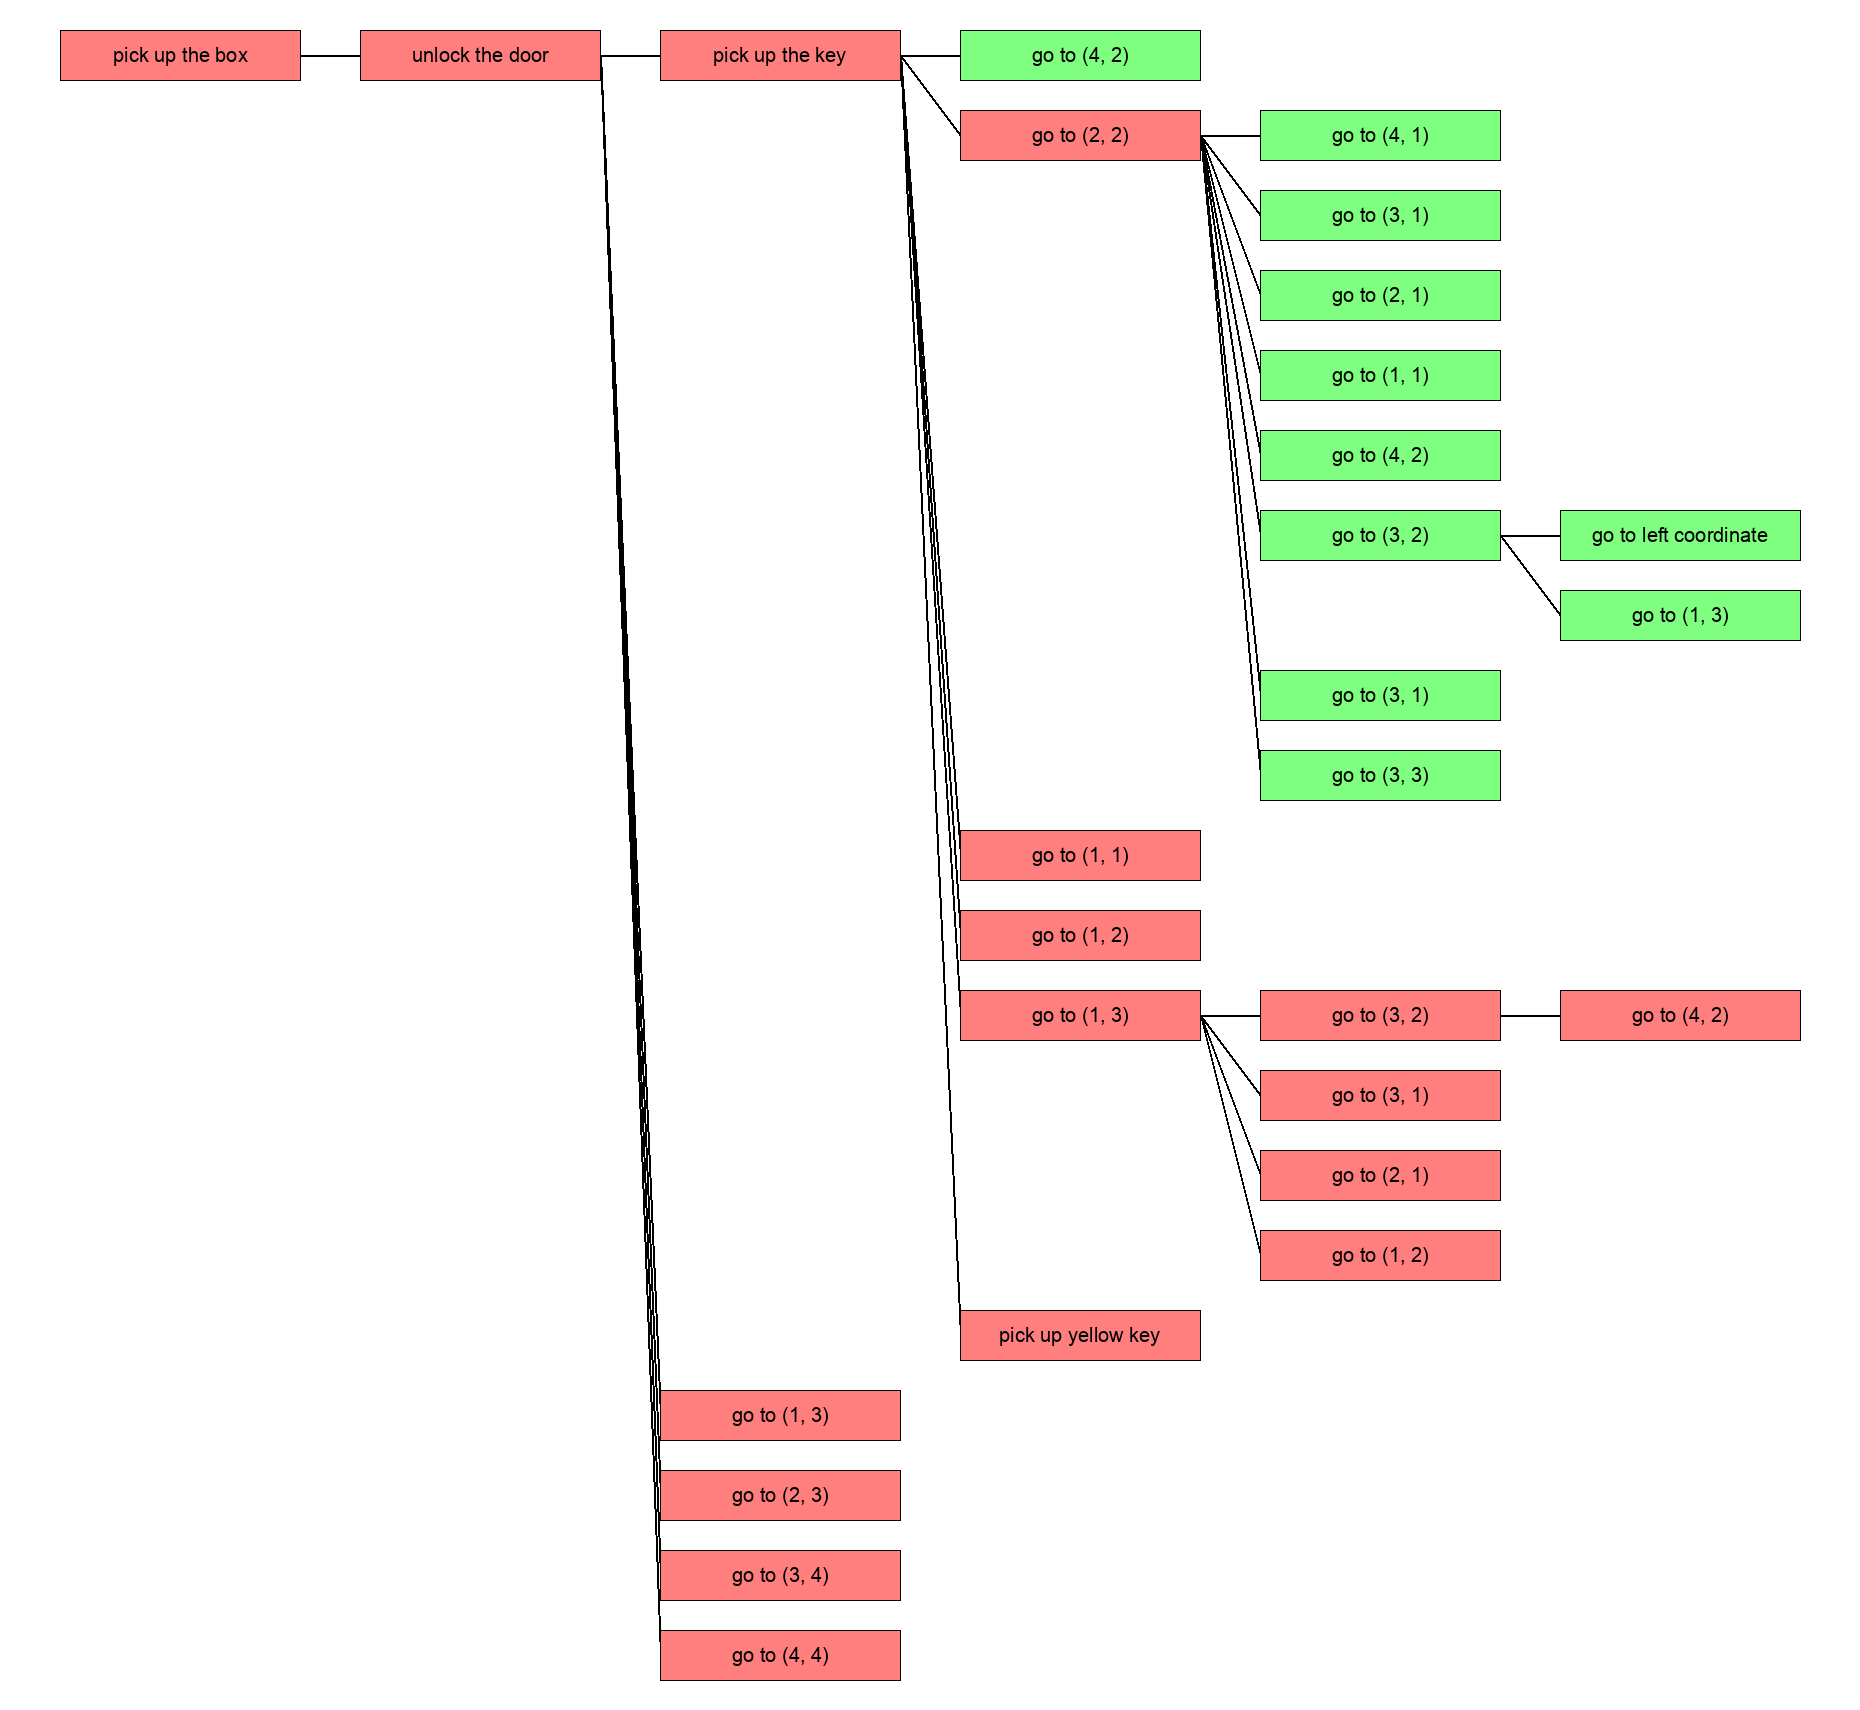 pick up the box
unlock the door
pick up the key
go to (4, 2)
go to (2, 2)
go to (4, 1)
go to (3, 1)
go to (2, 1)
go to (1, 1)
go to (4, 2)
go to (3, 2)
go to left coordinate
go to (1, 3)
go to (3, 1)
go to (3, 3)
go to (1, 1)
go to (1, 2)
go to (1, 3)
go to (3, 2)
go to (4, 2)
go to (3, 1)
go to (2, 1)
go to (1, 2)
pick up yellow key
go to (1, 3)
go to (2, 3)
go to (3, 4)
go to (4, 4)